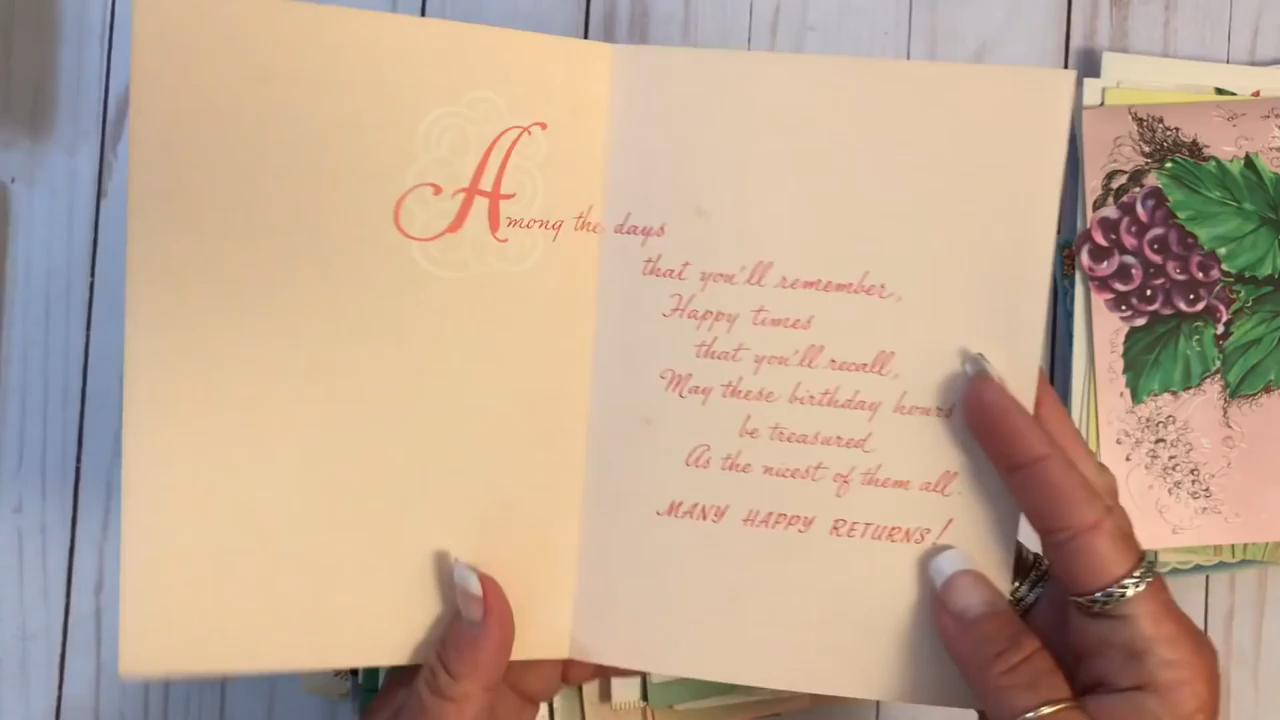 Among the days
that you'll remember,
Happy times
that you'll recall,
May these birthday hours
be treasured
As the nicest of them all.
MANY HAPPY RETURNS!